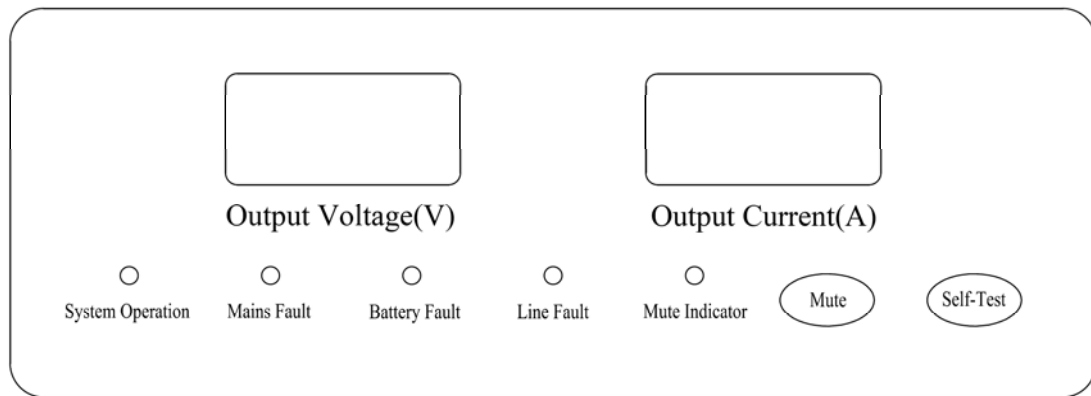 Output Voltage(V)
Output Current(A)
System Operation
Mains Fault
Battery Fault
Line Fault
Mute Indicator
Mute
Self-Test